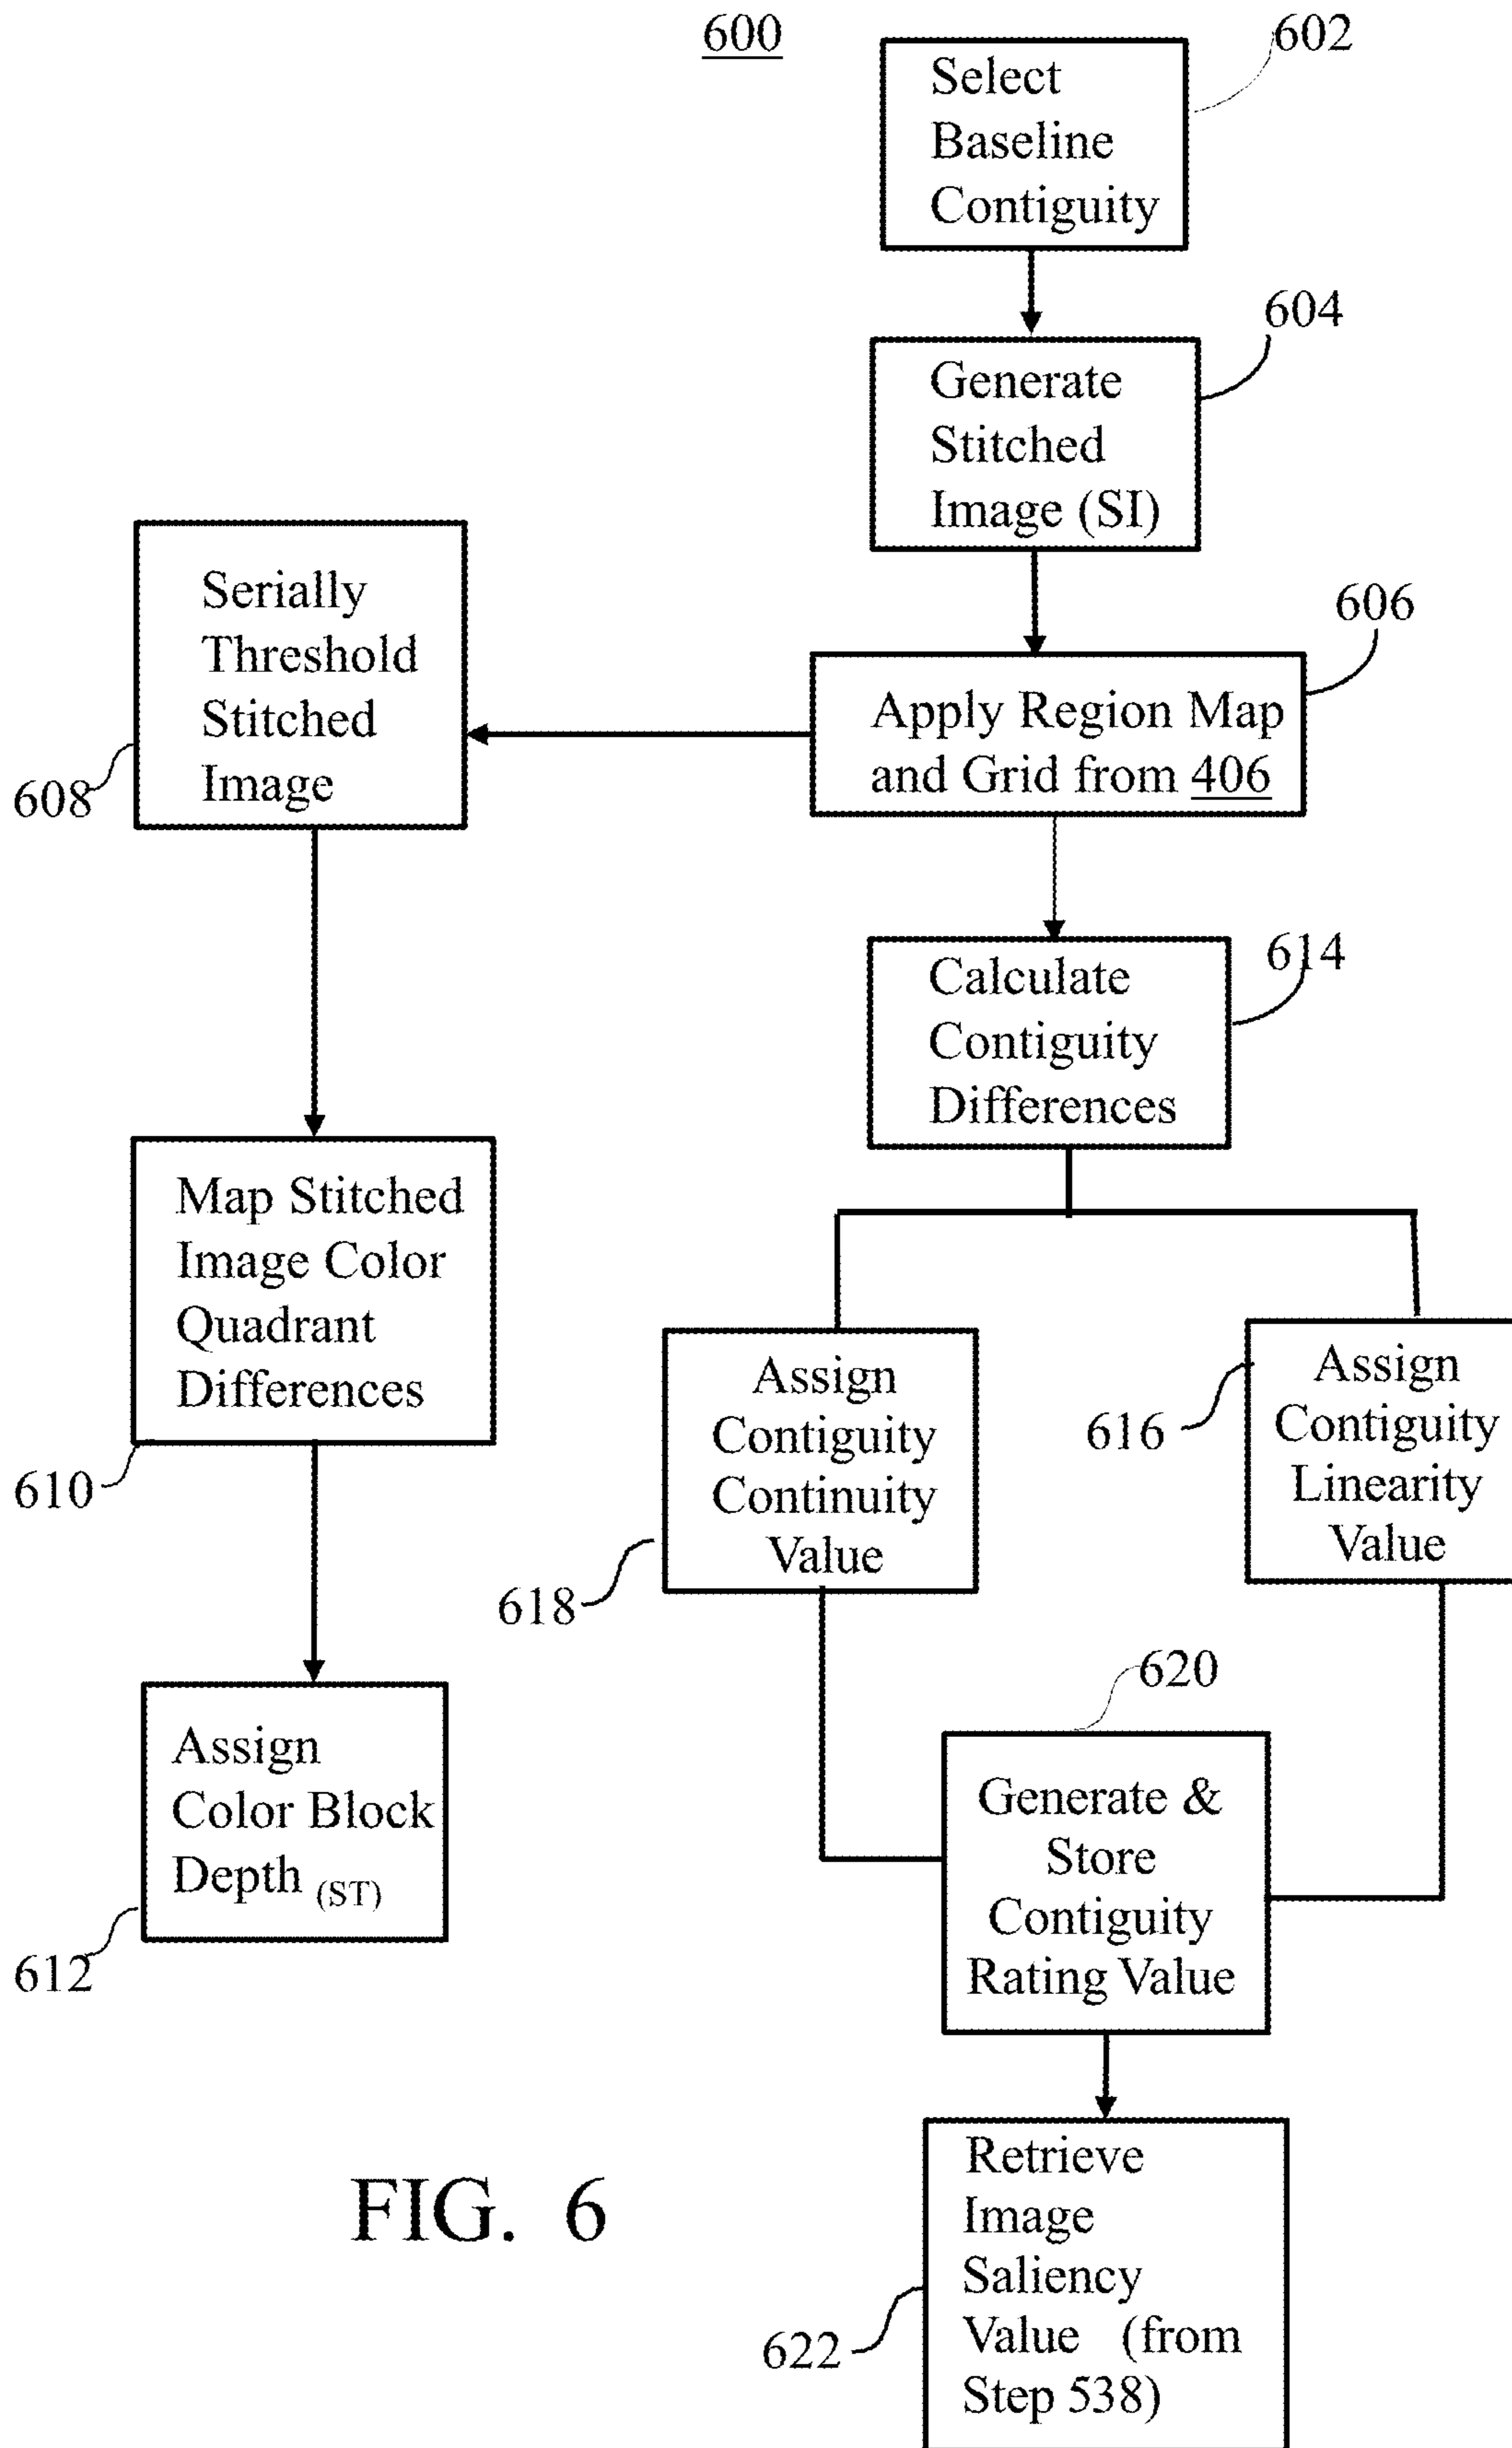 600
602
Select
Baseline
Contiguity
604
Generate
Stitched
Image (SI)
606
Apply Region Map
and Grid from 406
608
Serially
Threshold
Stitched
Image
614
Calculate
Contiguity
Differences
610
Map Stitched
Image Color
Quadrant
Differences
618
Assign
Contiguity
Continuity
Value
616
Assign
Contiguity
Linearity
Value
612
Assign
Color Block
Depth (ST)
620
Generate &
Store
Contiguity
Rating Value
622
Retrieve
Image
Saliency
Value (from
Step 538)
FIG. 6